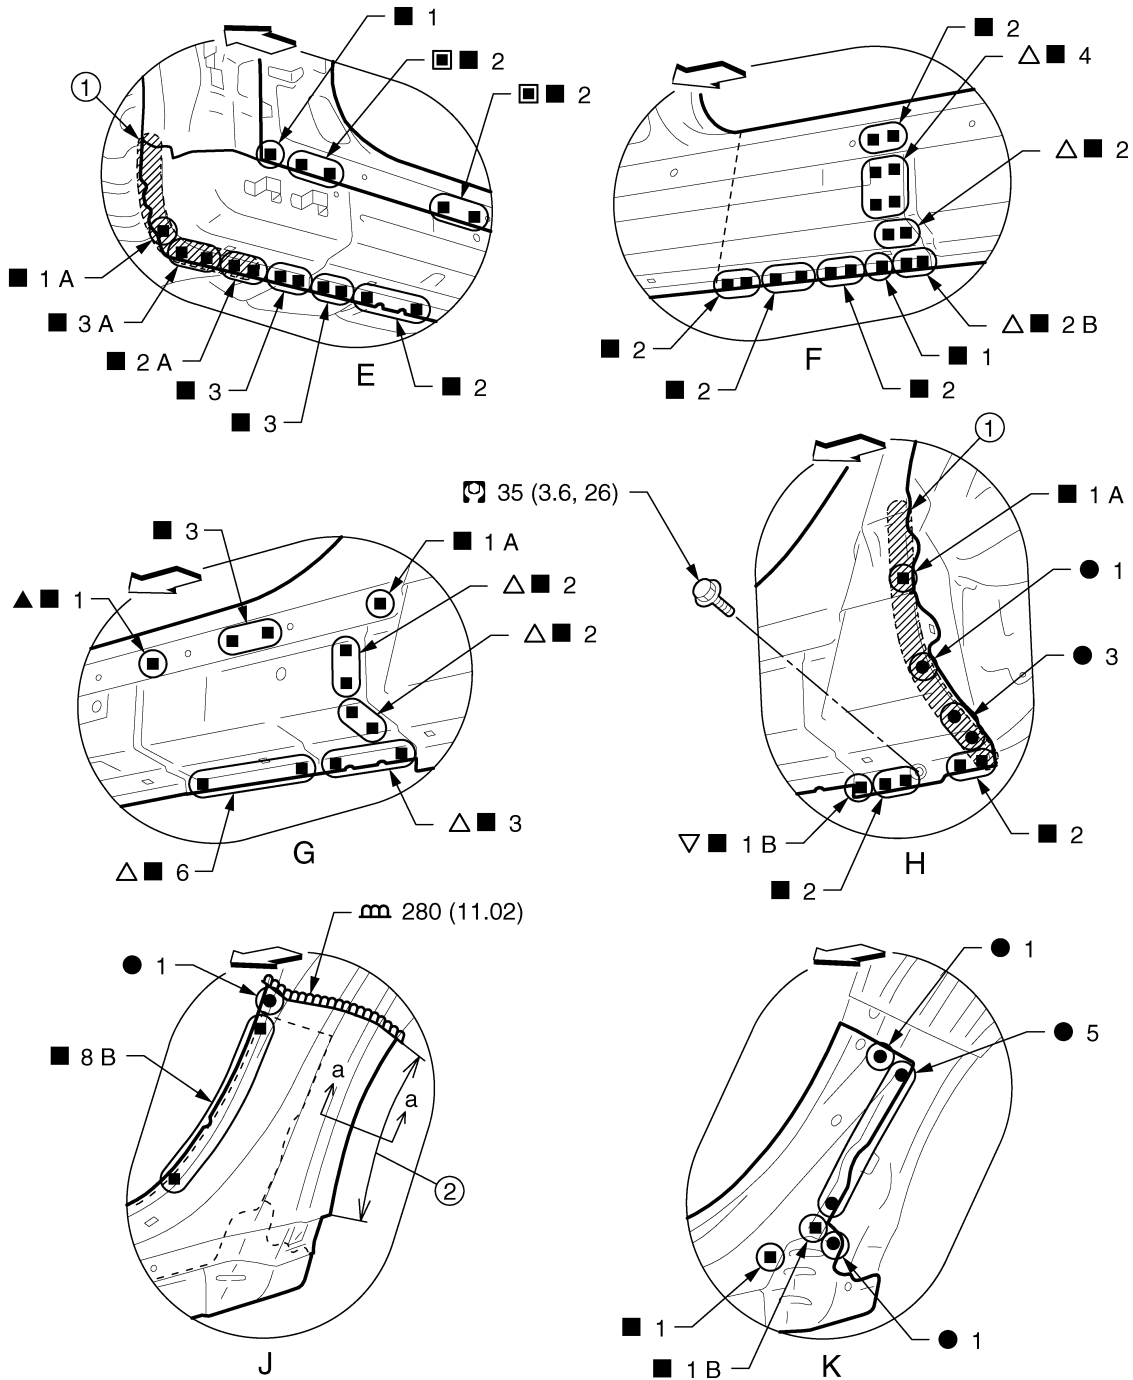 ■ 1
▣ ■ 2
▣ ■ 2
①
■ 1 A
■ 3 A
■ 2 A
■ 3
■ 3
■ 2
E
■ 2
△ ■ 4
△ ■ 2
△ ■ 2 B
■ 1
■ 2
■ 2
■ 2
F
■ 3
■ 1 A
▲ ■ 1
△ ■ 2
△ ■ 2
△ ■ 3
△ ■ 6
G
①
35 (3.6, 26)
■ 1 A
● 1
● 3
▽ ■ 1 B
■ 2
■ 2
H
280 (11.02)
● 1
■ 8 B
a
a
②
J
● 1
● 5
■ 1
■ 1 B
● 1
K